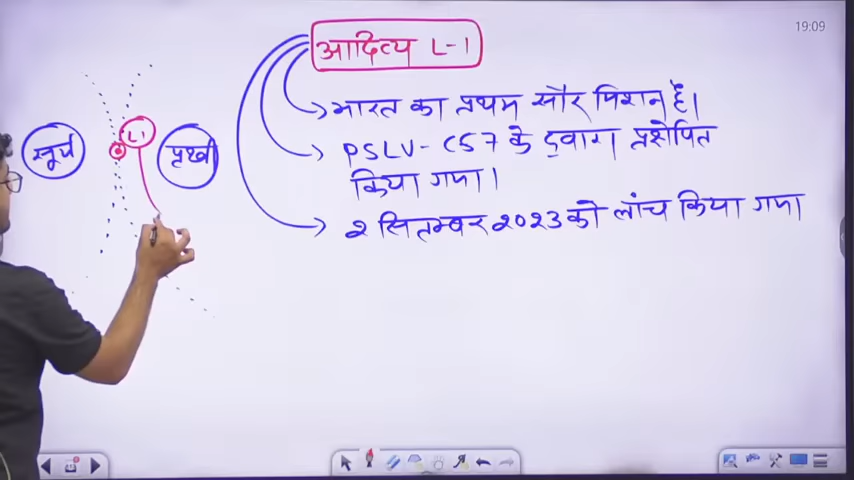 19:09
आदित्य L-1
भारत का प्रथम सौर मिशन है।
PSLV-C57 के द्वारा प्रक्षेपित
किया गया।
2 सितम्बर 2023 को लांच किया गया
सूर्य
L1
पृथ्वी